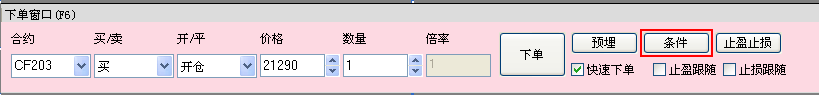 下单窗口(F6)
合约 买/卖 开/平 价格 数量 倍率
CF203 买 开仓 21290 1 1 下单 预埋 条件 止盈止损
快速下单 止盈跟随 止损跟随